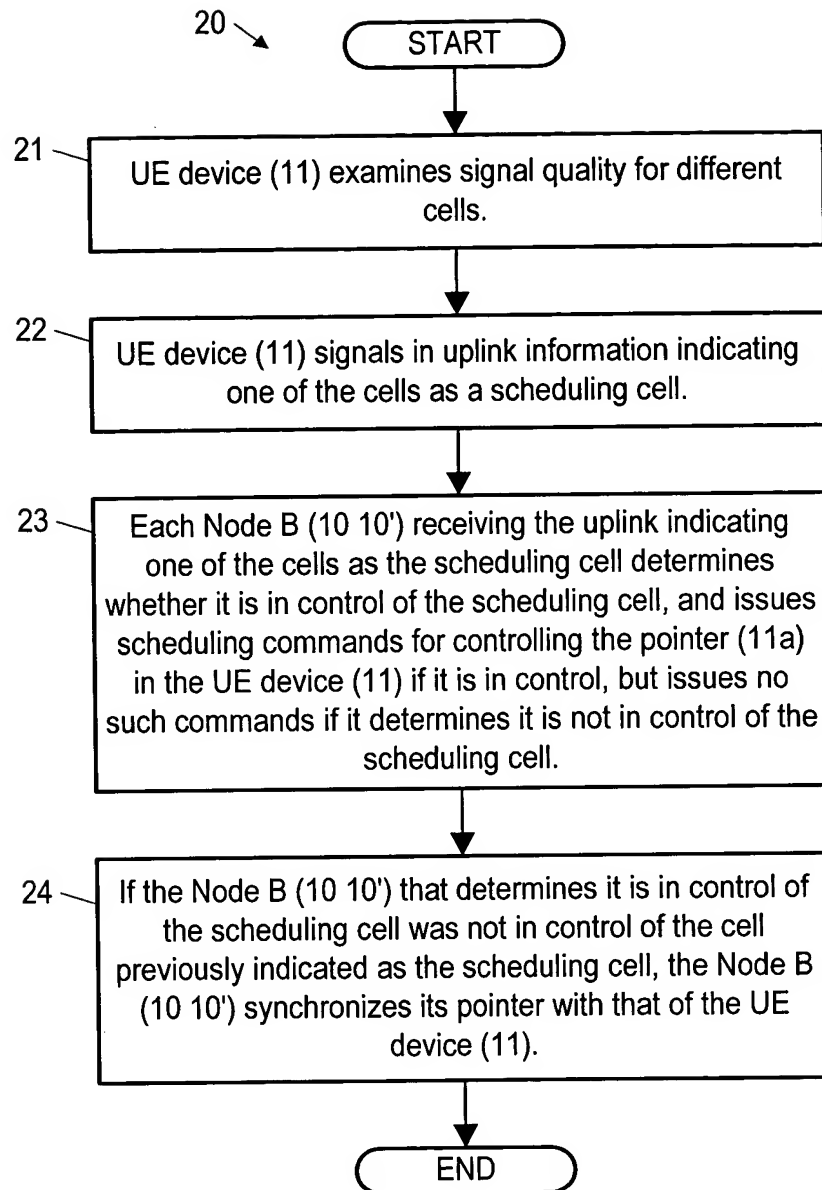 20
START
21
UE device (11) examines signal quality for different
cells.
22
UE device (11) signals in uplink information indicating
one of the cells as a scheduling cell.
23
Each Node B (10 10') receiving the uplink indicating
one of the cells as the scheduling cell determines
whether it is in control of the scheduling cell, and issues
scheduling commands for controlling the pointer (11a)
in the UE device (11) if it is in control, but issues no
such commands if it determines it is not in control of the
scheduling cell.
24
If the Node B (10 10') that determines it is in control of
the scheduling cell was not in control of the cell
previously indicated as the scheduling cell, the Node B
(10 10') synchronizes its pointer with that of the UE
device (11).
END